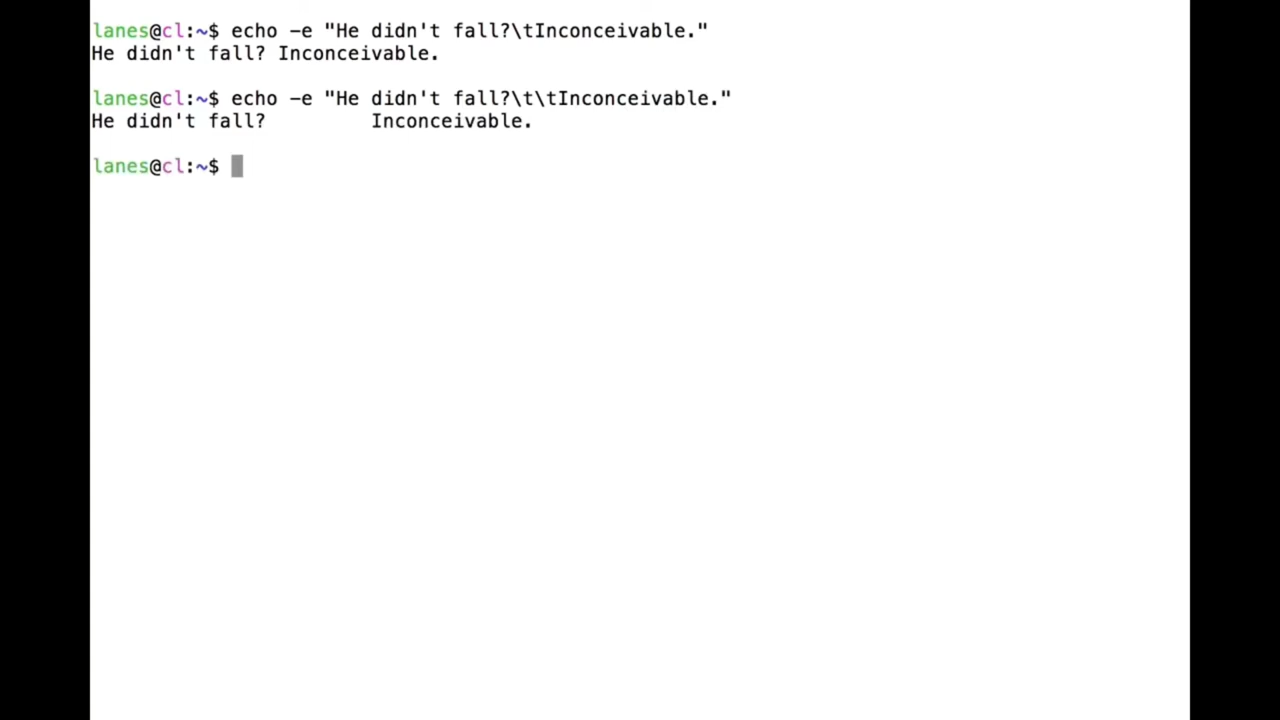 lanes@cl:~$ echo -e "He didn't fall?\tInconceivable."
He didn't fall? Inconceivable.
lanes@cl:~$ echo -e "He didn't fall?\t\tInconceivable."
He didn't fall?         Inconceivable.
lanes@cl:~$